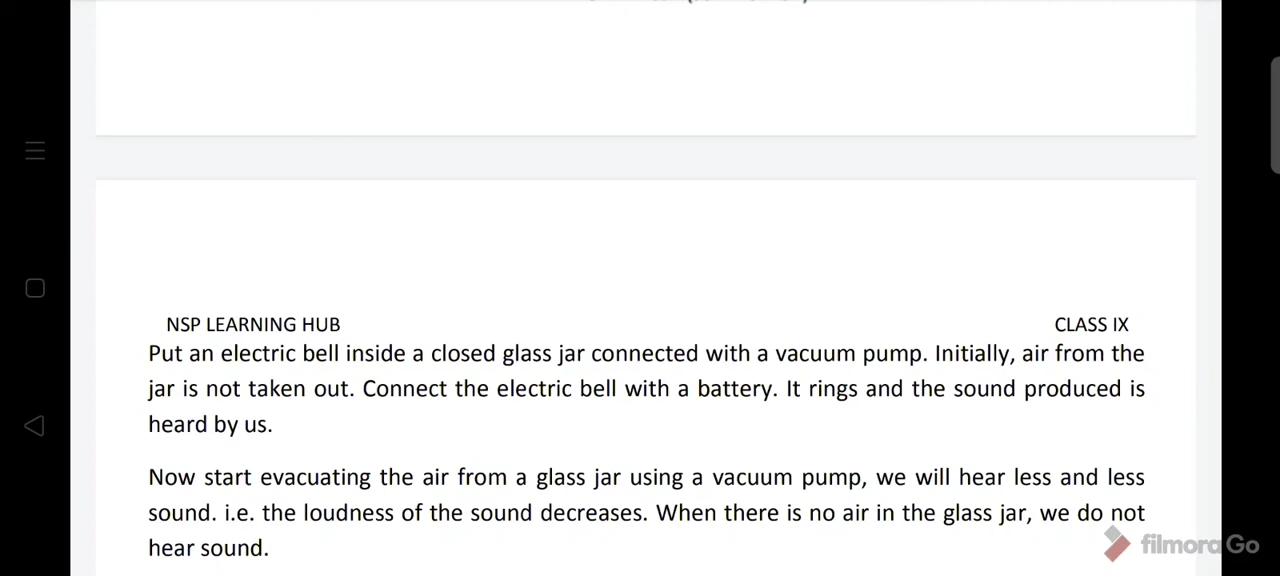 NSP LEARNING HUB CLASS IX
Put an electric bell inside a closed glass jar connected with a vacuum pump. Initially, air from the
jar is not taken out. Connect the electric bell with a battery. It rings and the sound produced is
heard by us.
Now start evacuating the air from a glass jar using a vacuum pump, we will hear less and less
sound. i.e. the loudness of the sound decreases. When there is no air in the glass jar, we do not
hear sound.
filmora Go